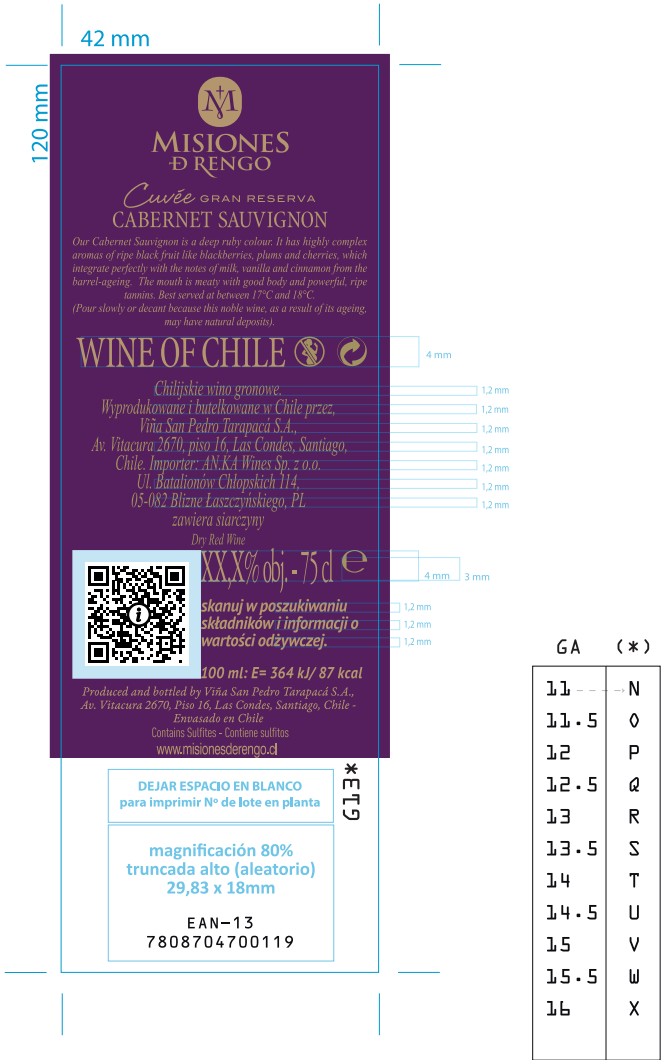 42 mm
120 mm
M
MISIONES
D RENGO
Cuvée GRAN RESERVA
CABERNET SAUVIGNON
Our Cabernet Sauvignon is a deep ruby colour. It has highly complex
aromas of ripe black fruit like blackberries, plums and cherries, which
integrate perfectly with the notes of milk, vanilla and cinnamon from the
barrel-ageing. The mouth is meaty with good body and powerful, ripe
tannins. Best served at between 17°C and 18°C.
(Pour slowly or decant because this noble wine, as a result of its ageing,
may have natural deposits).
WINE OF CHILE
4 mm
Chilijskie wino gronowe.
1,2 mm
Wyprodukowane i butelkowane w Chile przez,
1,2 mm
Viña San Pedro Tarapacá S.A.,
1,2 mm
Av. Vitacura 2670, piso 16, Las Condes, Santiago,
1,2 mm
Chile. Importer: AN.KA Wines Sp. z o.o.
1,2 mm
Ul. Batalionów Chłopskich 114,
1,2 mm
05-082 Blizne Łaszczyńskiego, PL
1,2 mm
zawiera siarczyny
Dry Red Wine
XX,X% obj. - 75 cl e
4 mm
3 mm
i
skanuj w poszukiwaniu
1,2 mm
składników i informacji o
1,2 mm
wartości odżywczej.
1,2 mm
100 ml: E= 364 kJ/ 87 kcal
Produced and bottled by Viña San Pedro Tarapacá S.A.,
Av. Vitacura 2670, Piso 16, Las Condes, Santiago, Chile -
Envasado en Chile
Contains Sulfites - Contiene sulfitos
www.misionesderengo.cl
DEJAR ESPACIO EN BLANCO
para imprimir Nº de lote en planta
GLE*
magnificación 80%
truncada alto (aleatorio)
29,83 x 18mm
EAN-13
7808704700119
GA (*)
11 N
11.5 O
12 P
12.5 Q
13 R
13.5 S
14 T
14.5 U
15 V
15.5 W
16 X